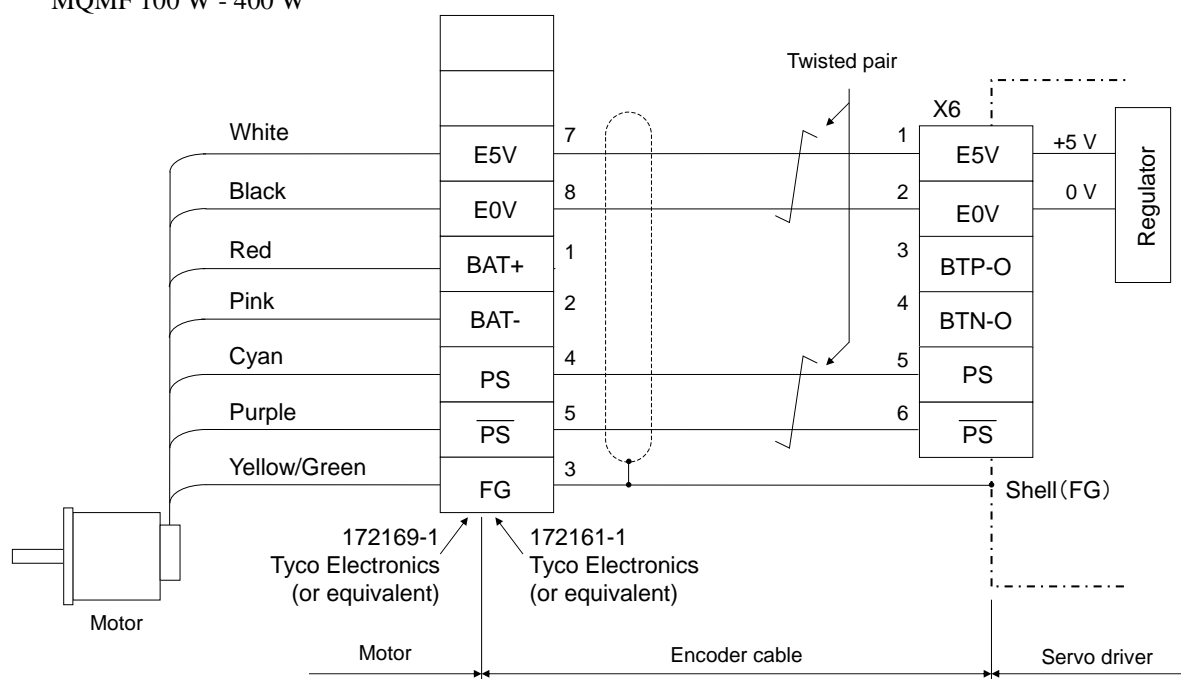 MQMF 100 W - 400 W
Twisted pair
X6
White
E5V
7
1
E5V
+5 V
Regulator
Black
E0V
8
2
E0V
0 V
Red
BAT+
1
3
BTP-O
Pink
BAT-
2
4
BTN-O
Cyan
PS
4
5
PS
Purple
P̅S̅
5
6
P̅S̅
Yellow/Green
FG
3
Shell(FG)
172169-1
Tyco Electronics
(or equivalent)
172161-1
Tyco Electronics
(or equivalent)
Motor
Motor
Encoder cable
Servo driver